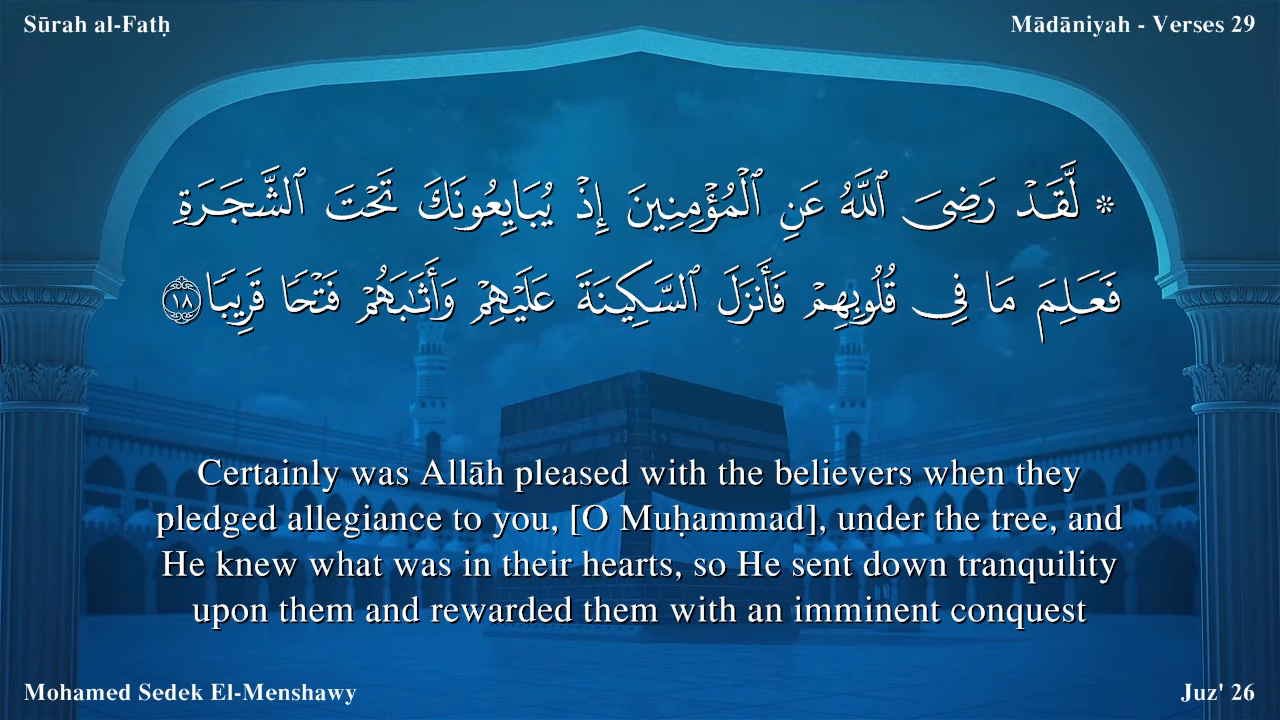 Sūrah al-Fatḥ
Mādāniyah - Verses 29
۞ لَّقَدْ رَضِىَ ٱللَّهُ عَنِ ٱلْمُؤْمِنِينَ إِذْ يُبَايِعُونَكَ تَحْتَ ٱلشَّجَرَةِ
فَعَلِمَ مَا فِى قُلُوبِهِمْ فَأَنزَلَ ٱلسَّكِينَةَ عَلَيْهِمْ وَأَثَٰبَهُمْ فَتْحًا قَرِيبًا ١٨
Certainly was Allāh pleased with the believers when they
pledged allegiance to you, [O Muḥammad], under the tree, and
He knew what was in their hearts, so He sent down tranquility
upon them and rewarded them with an imminent conquest
Mohamed Sedek El-Menshawy
Juz' 26